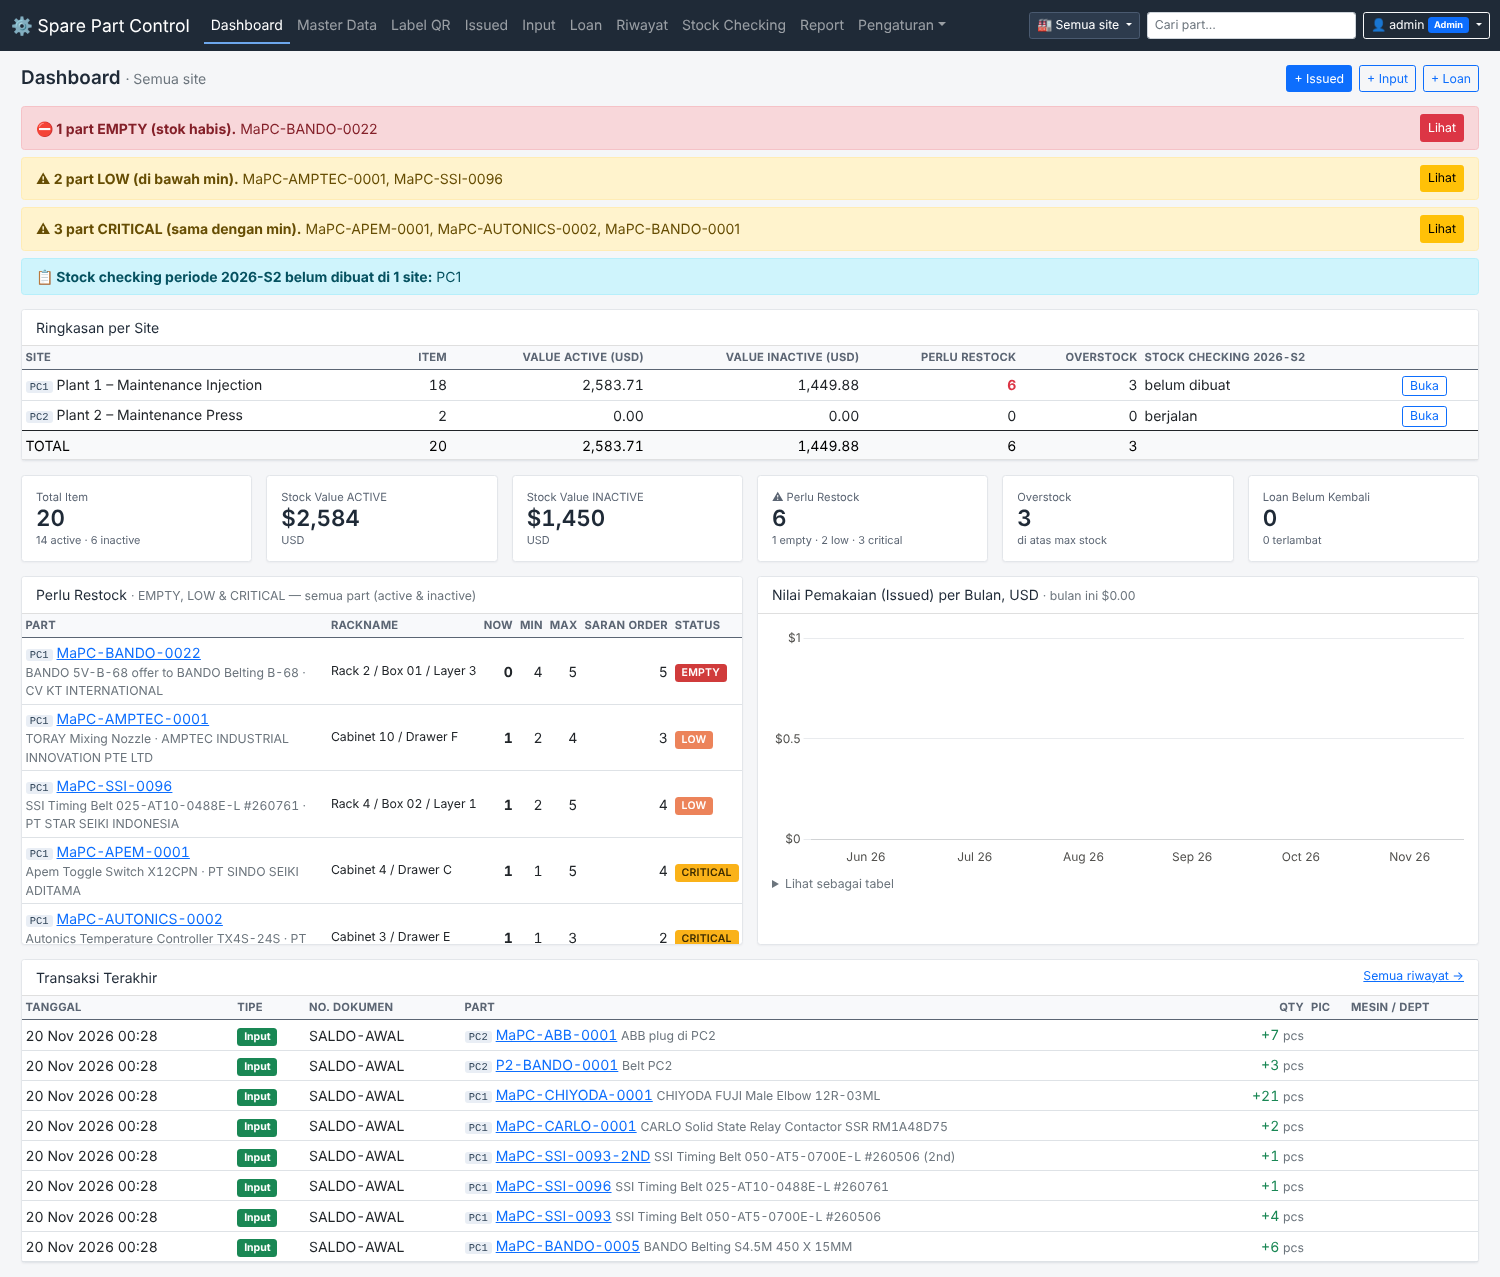 Spare Part Control Dashboard Master Data Label QR Issued Input Loan Riwayat Stock Checking Report Pengaturan Semua site Cari part... admin Admin
Dashboard · Semua site + Issued + Input + Loan
1 part EMPTY (stok habis). MaPC-BANDO-0022 Lihat
2 part LOW (di bawah min). MaPC-AMPTEC-0001, MaPC-SSI-0096 Lihat
3 part CRITICAL (sama dengan min). MaPC-APEM-0001, MaPC-AUTONICS-0002, MaPC-BANDO-0001 Lihat
Stock checking periode 2026-S2 belum dibuat di 1 site: PC1
Ringkasan per Site
SITE ITEM VALUE ACTIVE (USD) VALUE INACTIVE (USD) PERLU RESTOCK OVERSTOCK STOCK CHECKING 2026-S2
PC1 Plant 1 – Maintenance Injection 18 2,583.71 1,449.88 6 3 belum dibuat Buka
PC2 Plant 2 – Maintenance Press 2 0.00 0.00 0 0 berjalan Buka
TOTAL 20 2,583.71 1,449.88 6 3
Total Item
20
14 active · 6 inactive
Stock Value ACTIVE
$2,584
USD
Stock Value INACTIVE
$1,450
USD
⚠ Perlu Restock
6
1 empty · 2 low · 3 critical
Overstock
3
di atas max stock
Loan Belum Kembali
0
0 terlambat
Perlu Restock · EMPTY, LOW & CRITICAL — semua part (active & inactive)
PART RACKNAME NOW MIN MAX SARAN ORDER STATUS
PC1 MaPC-BANDO-0022
BANDO 5V-B-68 offer to BANDO Belting B-68 ·
CV KT INTERNATIONAL
Rack 2 / Box 01 / Layer 3 0 4 5 5 EMPTY
PC1 MaPC-AMPTEC-0001
TORAY Mixing Nozzle · AMPTEC INDUSTRIAL
INNOVATION PTE LTD
Cabinet 10 / Drawer F 1 2 4 3 LOW
PC1 MaPC-SSI-0096
SSI Timing Belt 025-AT10-0488E-L #260761 ·
PT STAR SEIKI INDONESIA
Rack 4 / Box 02 / Layer 1 1 2 5 4 LOW
PC1 MaPC-APEM-0001
Apem Toggle Switch X12CPN · PT SINDO SEIKI
ADITAMA
Cabinet 4 / Drawer C 1 1 5 4 CRITICAL
PC1 MaPC-AUTONICS-0002
Autonics Temperature Controller TX4S-24S · PT
Cabinet 3 / Drawer E 1 1 3 2 CRITICAL
Nilai Pemakaian (Issued) per Bulan, USD · bulan ini $0.00
$1
$0.5
$0
Jun 26 Jul 26 Aug 26 Sep 26 Oct 26 Nov 26
▶ Lihat sebagai tabel
Transaksi Terakhir Semua riwayat →
TANGGAL TIPE NO. DOKUMEN PART QTY PIC MESIN / DEPT
20 Nov 2026 00:28 Input SALDO-AWAL PC2 MaPC-ABB-0001 ABB plug di PC2 +7 pcs
20 Nov 2026 00:28 Input SALDO-AWAL PC2 P2-BANDO-0001 Belt PC2 +3 pcs
20 Nov 2026 00:28 Input SALDO-AWAL PC1 MaPC-CHIYODA-0001 CHIYODA FUJI Male Elbow 12R-03ML +21 pcs
20 Nov 2026 00:28 Input SALDO-AWAL PC1 MaPC-CARLO-0001 CARLO Solid State Relay Contactor SSR RM1A48D75 +2 pcs
20 Nov 2026 00:28 Input SALDO-AWAL PC1 MaPC-SSI-0093-2ND SSI Timing Belt 050-AT5-0700E-L #260506 (2nd) +1 pcs
20 Nov 2026 00:28 Input SALDO-AWAL PC1 MaPC-SSI-0096 SSI Timing Belt 025-AT10-0488E-L #260761 +1 pcs
20 Nov 2026 00:28 Input SALDO-AWAL PC1 MaPC-SSI-0093 SSI Timing Belt 050-AT5-0700E-L #260506 +4 pcs
20 Nov 2026 00:28 Input SALDO-AWAL PC1 MaPC-BANDO-0005 BANDO Belting S4.5M 450 X 15MM +6 pcs